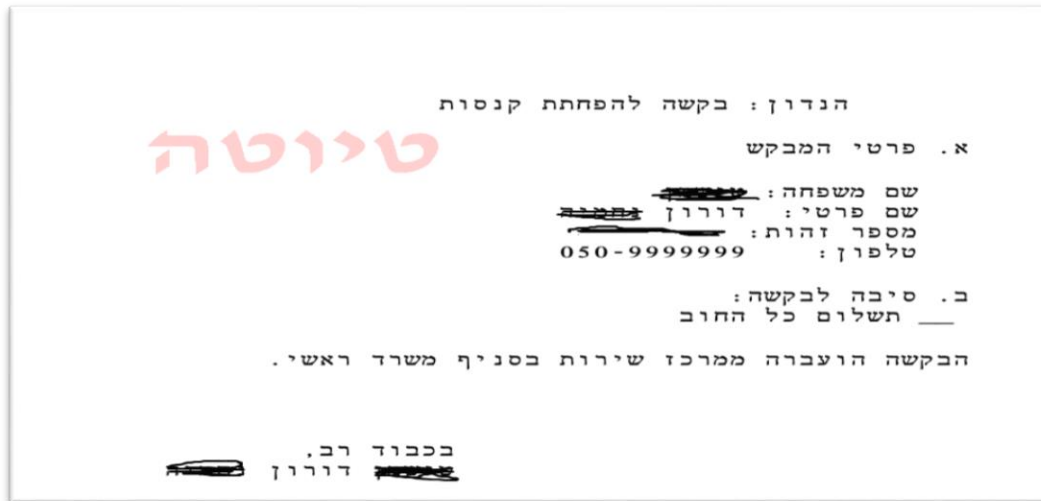 הנדון: בקשה להפחתת קנסות
טיוטה
א. פרטי המבקש
שם משפחה:
שם פרטי: דורון
מספר זהות:
טלפון: 050-9999999
ב. סיבה לבקשה:
___ תשלום כל החוב
הבקשה הועברה ממרכז שירות בסניף משרד ראשי.
בכבוד רב,
דורון